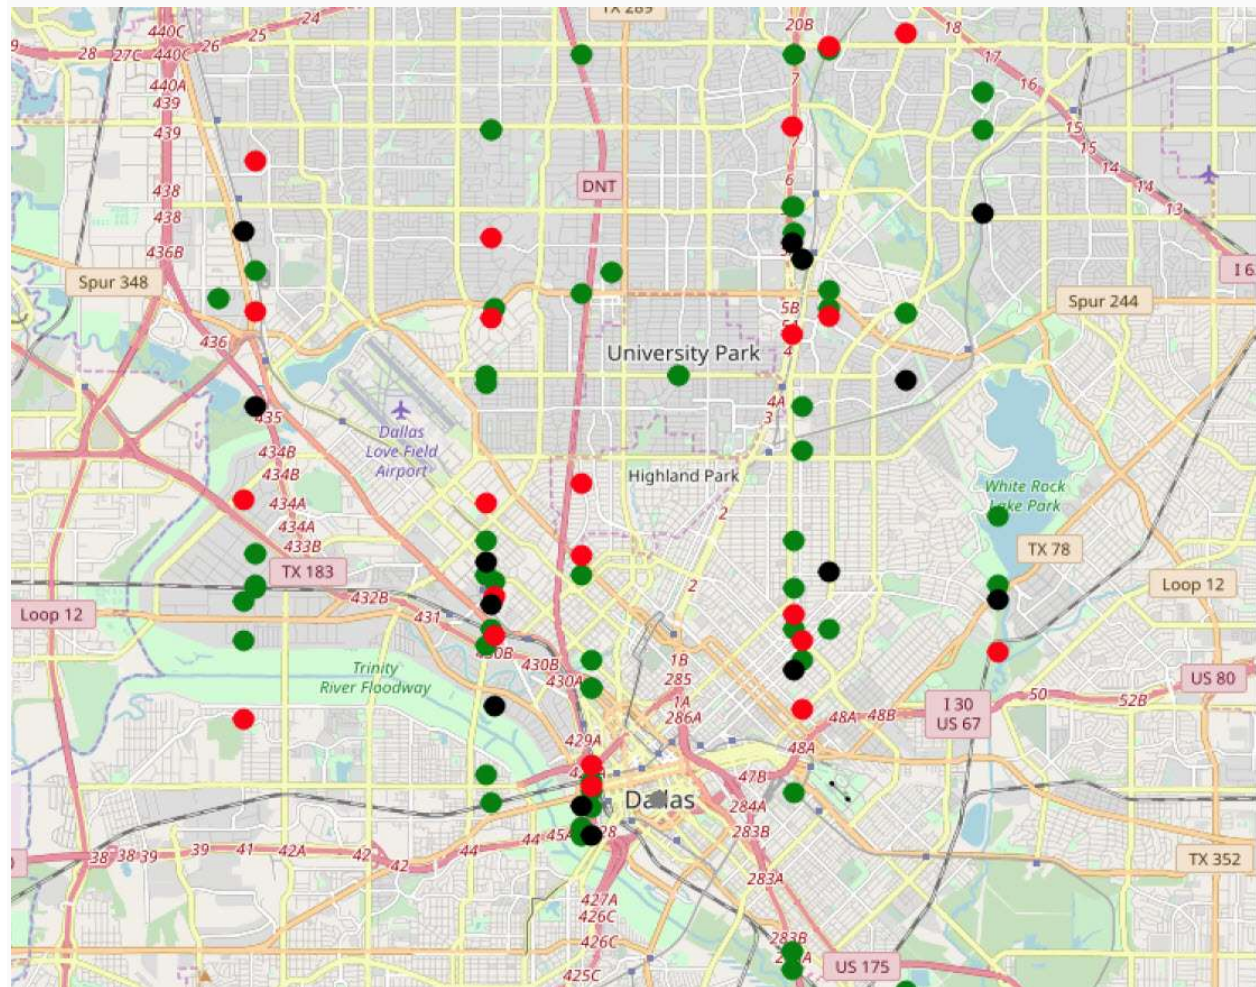 TX 289
440C
24
25
26
20B
18
9
28
27C
440C
17
440A
439
7
16
439
15
15
7
14
14
DNT
6
13
438
438
436B
Spur 348
I 6
Spur 244
5B
436
4
University Park
4A
3
435
Dallas
Love Field
Airport
434B
434B
Highland Park
White Rock
Lake Park
434A
2
434A
433B
TX 78
TX 183
2
Loop 12
432B
Loop 12
431
430B
430B
1B
Trinity
River Floodway
430A
285
US 80
1A
50
52B
I 30
US 67
286A
48A
48B
429A
48A
47B
Dallas
284A
283B
28
45A
44
44
41
39
39
38
38
42A
42
42
TX 352
283A
427A
426C
426C
283B
US 175
425C